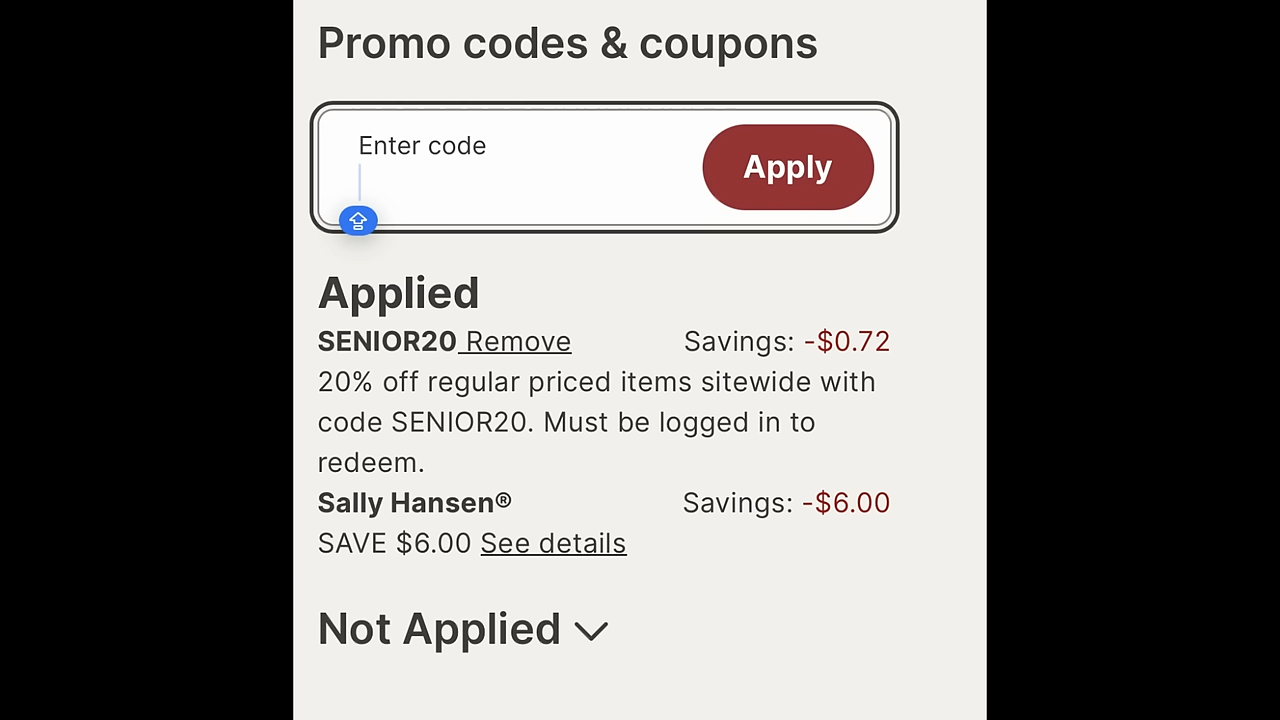 Promo codes & coupons
Enter code
Apply
Applied
SENIOR20 Remove Savings: -$0.72
20% off regular priced items sitewide with
code SENIOR20. Must be logged in to
redeem.
Sally Hansen® Savings: -$6.00
SAVE $6.00 See details
Not Applied